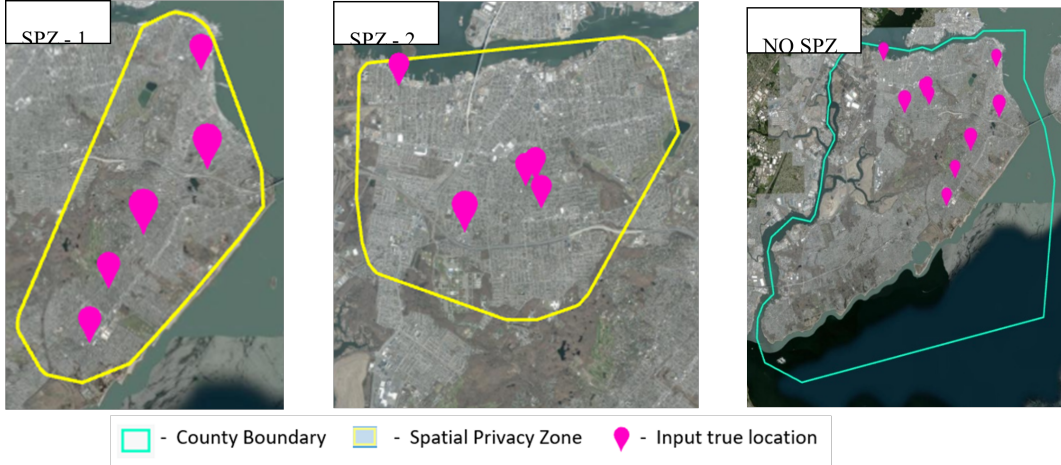 SPZ - 1
SPZ - 2
NO SPZ
- County Boundary
- Spatial Privacy Zone
- Input true location